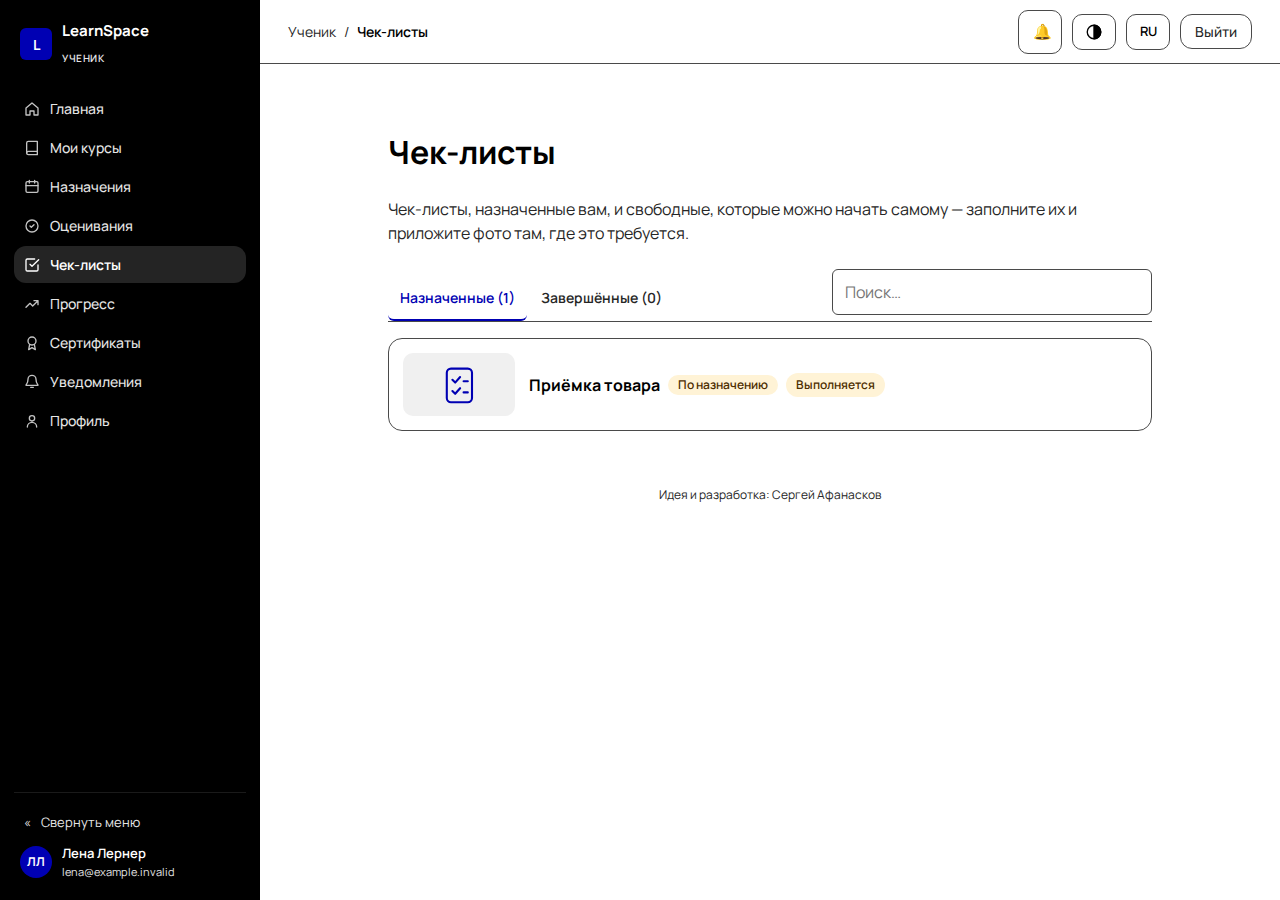 L
LearnSpace
УЧЕНИК
Главная
Мои курсы
Назначения
Оценивания
Чек-листы
Прогресс
Сертификаты
Уведомления
Профиль
« Свернуть меню
ЛЛ
Лена Лернер
lena@example.invalid
Ученик / Чек-листы
RU
Выйти
Чек-листы
Чек-листы, назначенные вам, и свободные, которые можно начать самому — заполните их и
приложите фото там, где это требуется.
Назначенные (1)
Завершённые (0)
Поиск…
Приёмка товара
По назначению
Выполняется
Идея и разработка: Сергей Афанасков